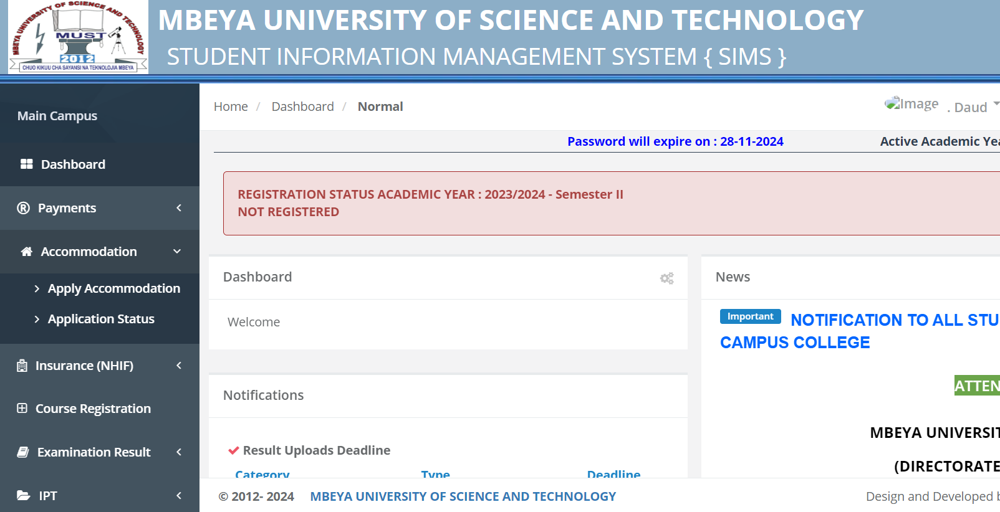 MBEYA UNIVERSITY OF SCIENCE AND TECHNOLOGY
MUST
2012
CHUO KIKUU CHA SAYANSI NA TEKNOLOJIA MBEYA
MBEYA UNIVERSITY OF SCIENCE AND TECHNOLOGY
STUDENT INFORMATION MANAGEMENT SYSTEM { SIMS }
Main Campus
Dashboard
Payments
Accommodation
Apply Accommodation
Application Status
Insurance (NHIF)
Course Registration
Examination Result
IPT
Home / Dashboard / Normal
Image . Daud
Password will expire on : 28-11-2024
Active Academic Yea
REGISTRATION STATUS ACADEMIC YEAR : 2023/2024 - Semester II
NOT REGISTERED
Dashboard
Welcome
Notifications
Result Uploads Deadline
Category Type Deadline
News
Important NOTIFICATION TO ALL STU
CAMPUS COLLEGE
ATTEN
MBEYA UNIVERSIT
(DIRECTORATE
© 2012- 2024 MBEYA UNIVERSITY OF SCIENCE AND TECHNOLOGY
Design and Developed b